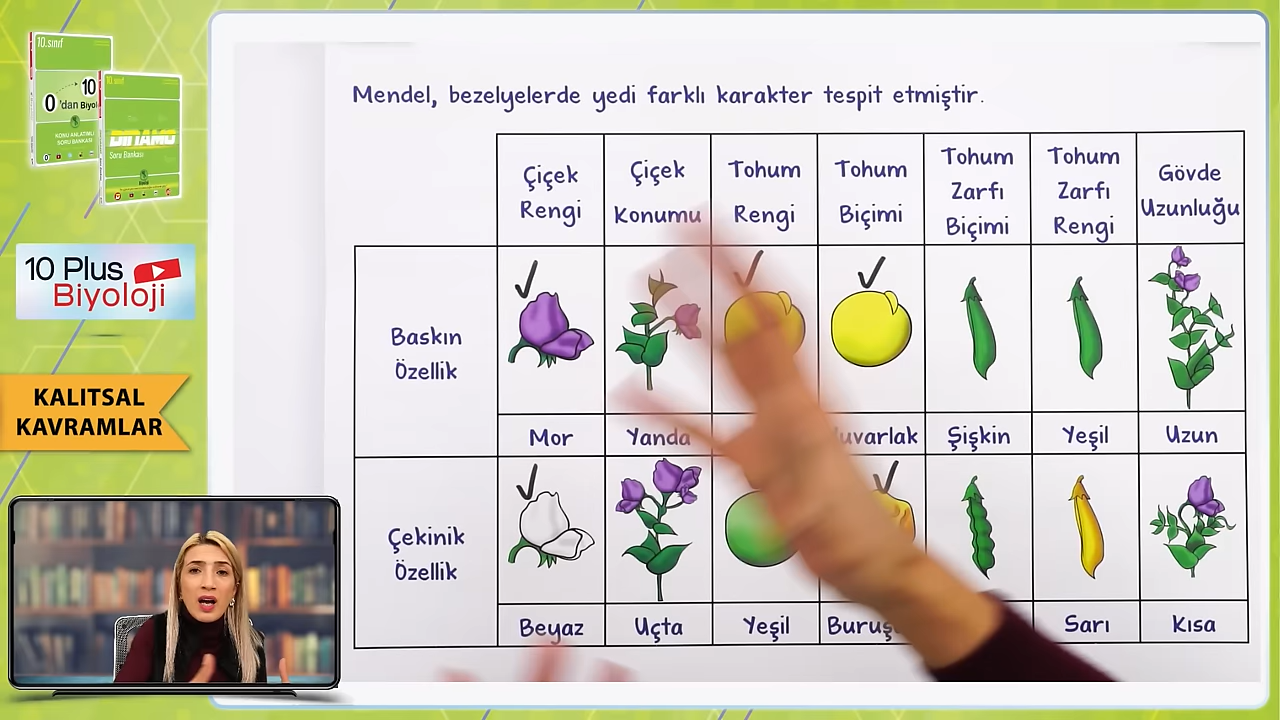 10.sınıf
0 'dan Biyol
10
KONU ANLATIMLI
SORU BANKASI
10.sınıf
DİNAMO
Soru Bankası
10 Plus
Biyoloji
KALITSAL
KAVRAMLAR
Mendel, bezelyelerde yedi farklı karakter tespit etmiştir.
Çiçek Rengi
Çiçek Konumu
Tohum Rengi
Tohum Biçimi
Tohum Zarfı Biçimi
Tohum Zarfı Rengi
Gövde Uzunluğu
Baskın
Özellik
Mor
Yanda
Şişkin
Yeşil
Uzun
Çekinik
Özellik
Beyaz
Uçta
Yeşil
Sarı
Kısa